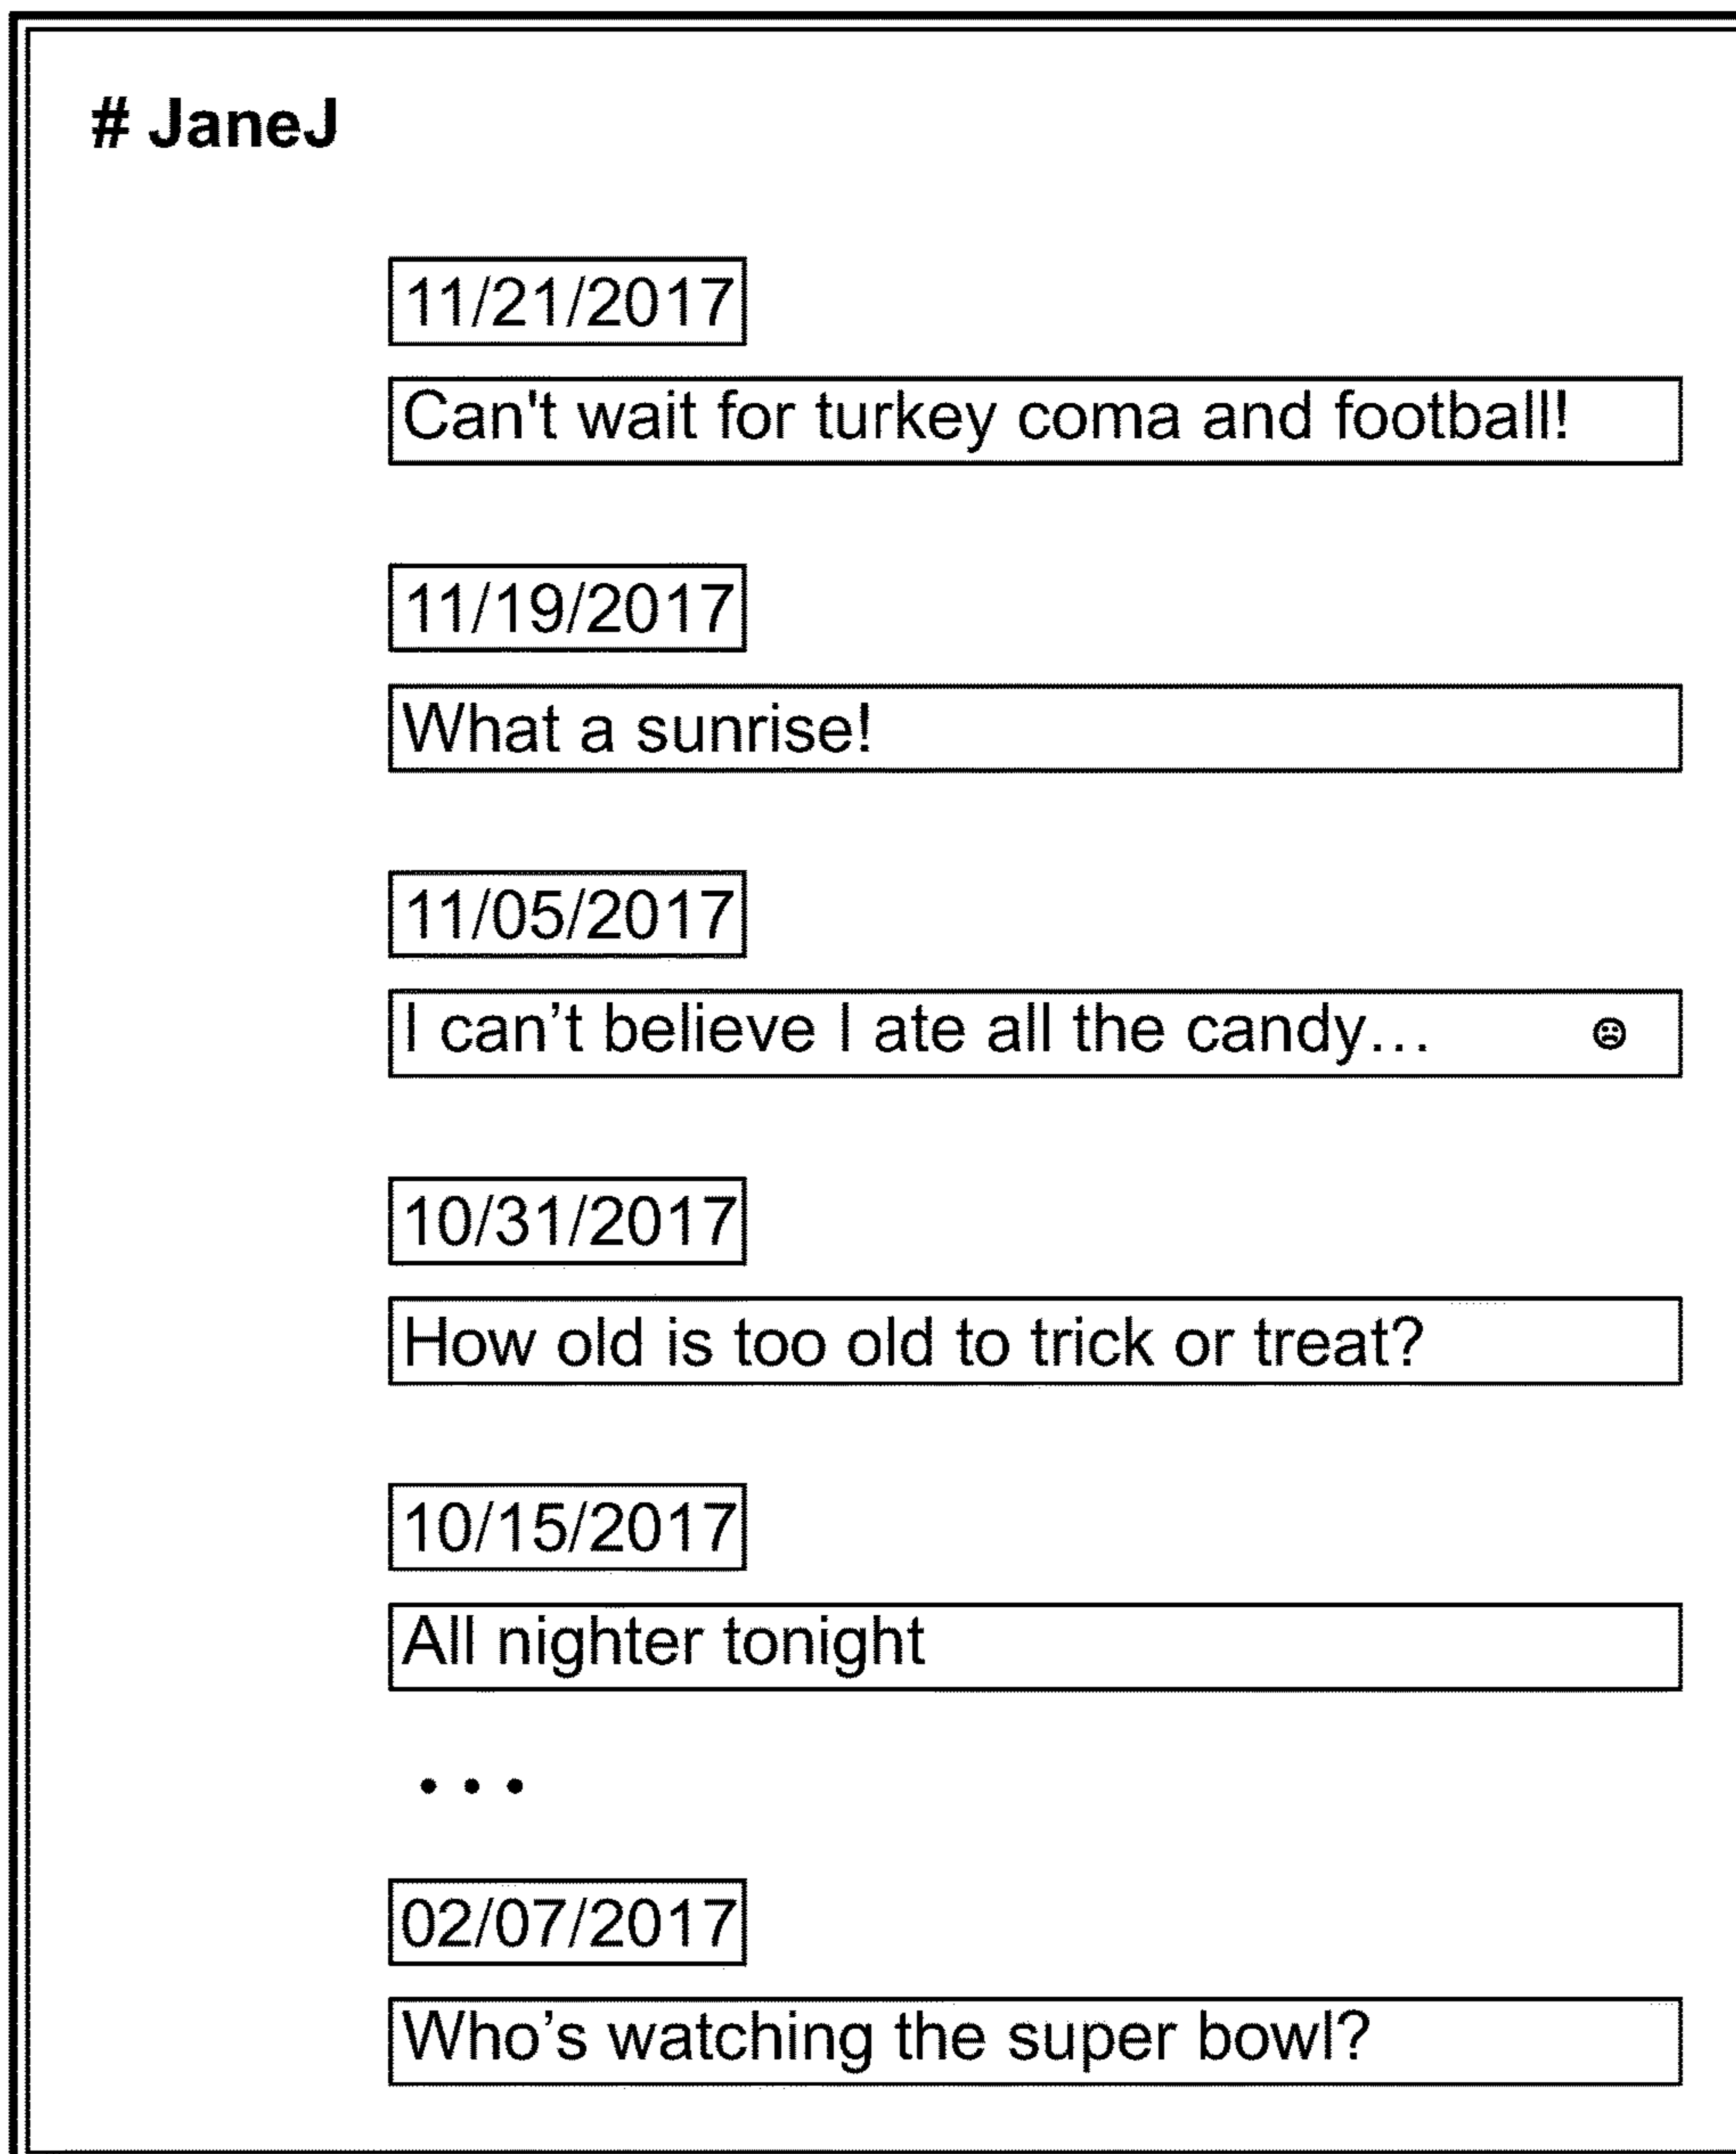 # JaneJ
11/21/2017
Can't wait for turkey coma and football!
11/19/2017
What a sunrise!
11/05/2017
I can’t believe I ate all the candy... ☹
10/31/2017
How old is too old to trick or treat?
10/15/2017
All nighter tonight
...
02/07/2017
Who’s watching the super bowl?